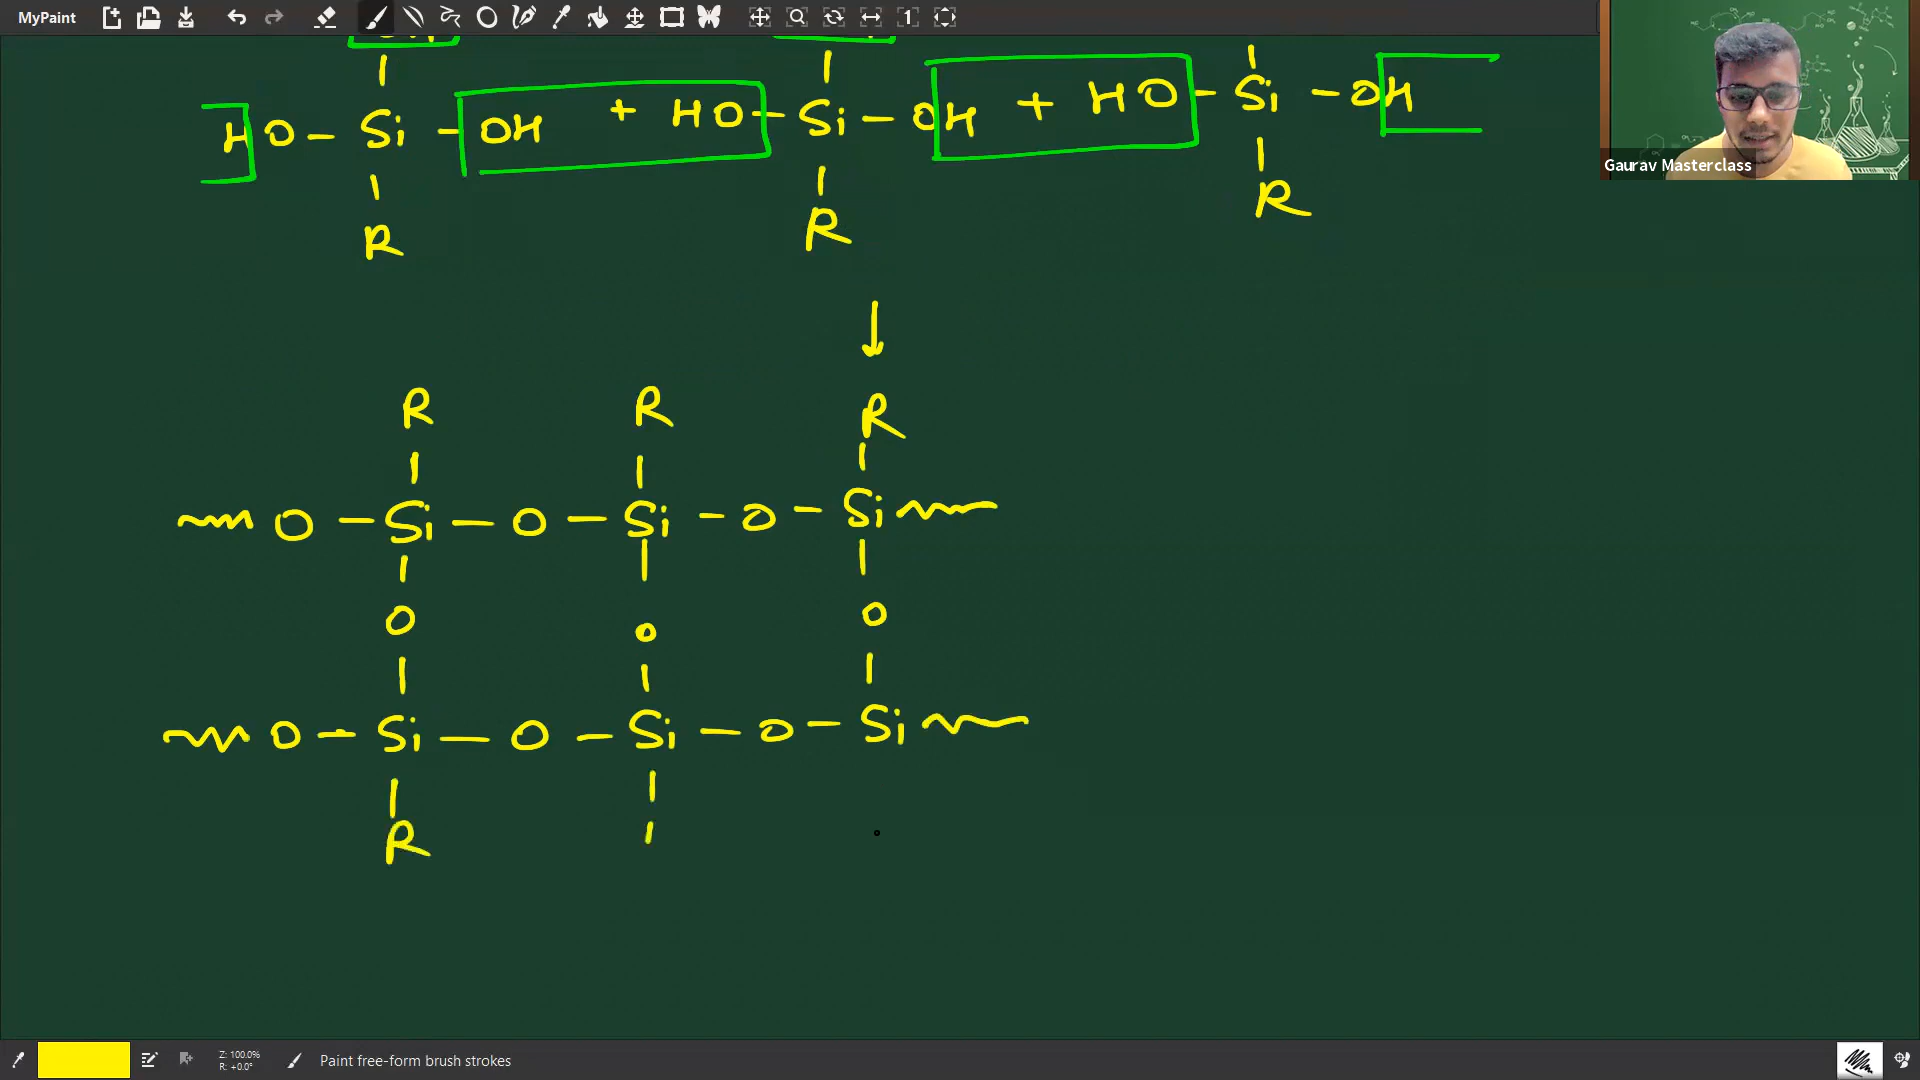 MyPaint
HO – Si – OH + HO – Si – OH + HO – Si – OH
R R R
Gaurav Masterclass
R R R
O – Si – O – Si – O – Si
O O O
O – Si – O – Si – O – Si
R
Z: 100.0%
R: +0.0°
Paint free-form brush strokes